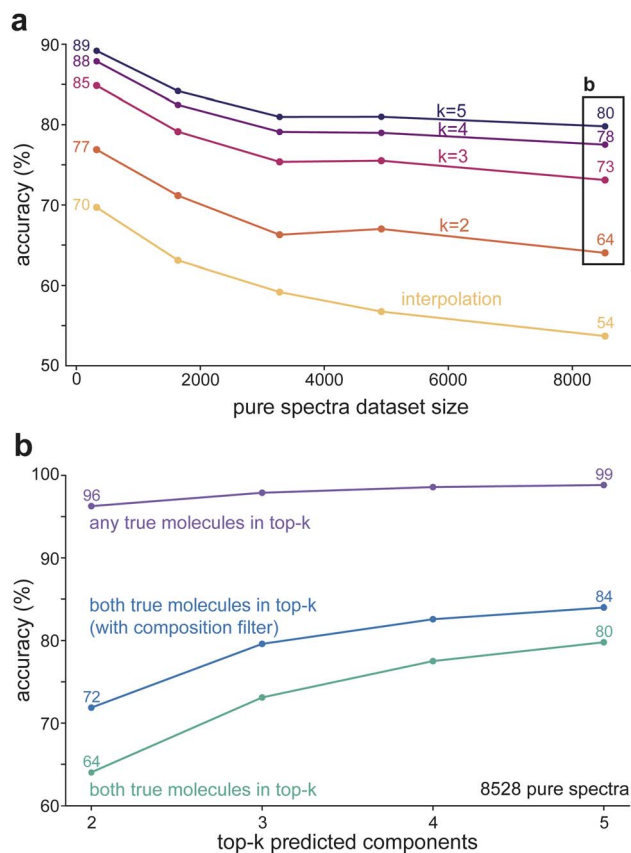 a
90
80
70
60
50
accuracy (%)
89
88
85
77
70
k=5
k=4
k=3
k=2
interpolation
b
80
78
73
64
54
0
2000
4000
6000
8000
pure spectra dataset size
b
100
90
80
70
60
accuracy (%)
96
99
any true molecules in top-k
both true molecules in top-k
(with composition filter)
84
80
72
64
both true molecules in top-k
8528 pure spectra
2
3
4
5
top-k predicted components